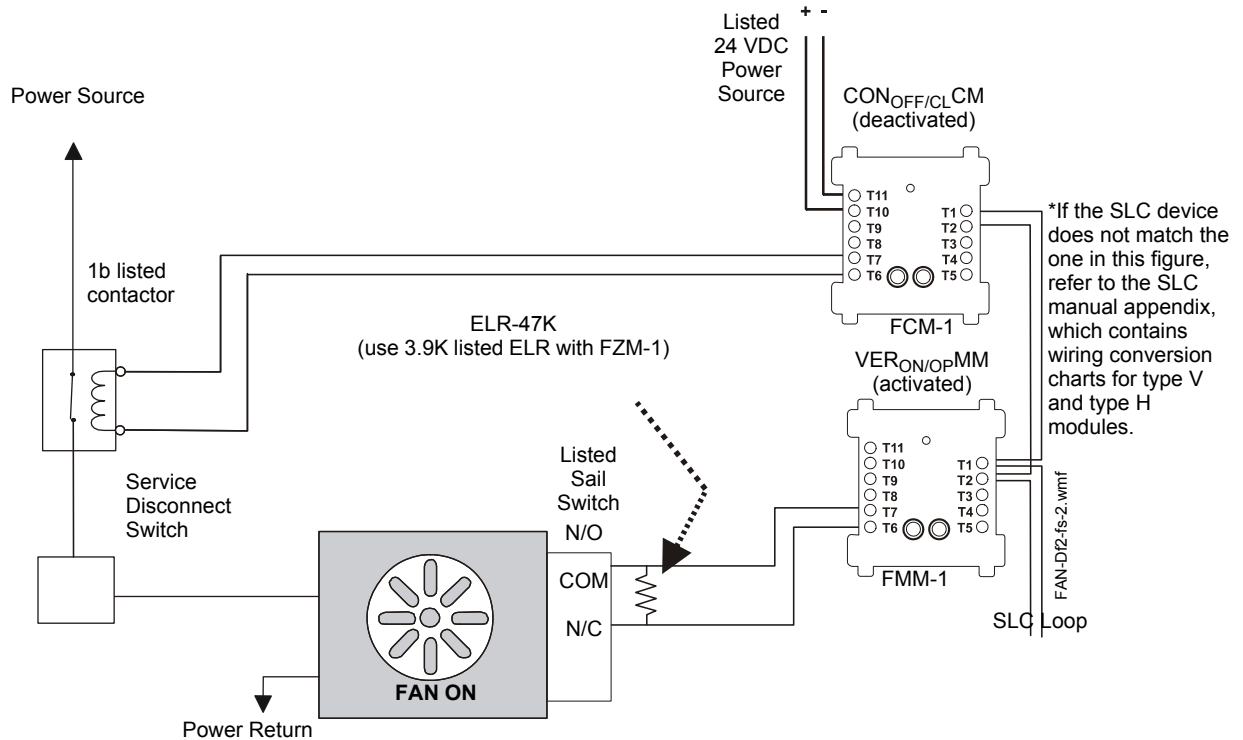 + -
Listed
24 VDC
Power
Source
Power Source
CONOFF/CLCM
(deactivated)
T11
T10
T9
T8
T7
T6
T1
T2
T3
T4
T5
FCM-1
*If the SLC device
does not match the
one in this figure,
refer to the SLC
manual appendix,
which contains
wiring conversion
charts for type V
and type H
modules.
1b listed
contactor
ELR-47K
(use 3.9K listed ELR with FZM-1)
VERON/OPMM
(activated)
T11
T10
T9
T8
T7
T6
T1
T2
T3
T4
T5
FMM-1
Service
Disconnect
Switch
Listed
Sail
Switch
N/O
COM
N/C
FAN ON
Power Return
SLC Loop
FAN-Df2-fs-2.wmf